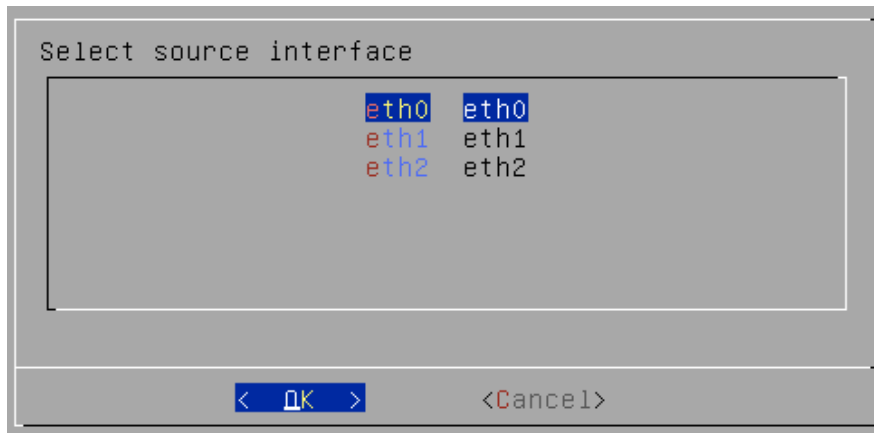 Select source interface
eth0 eth0
eth1 eth1
eth2 eth2
< OK > <Cancel>